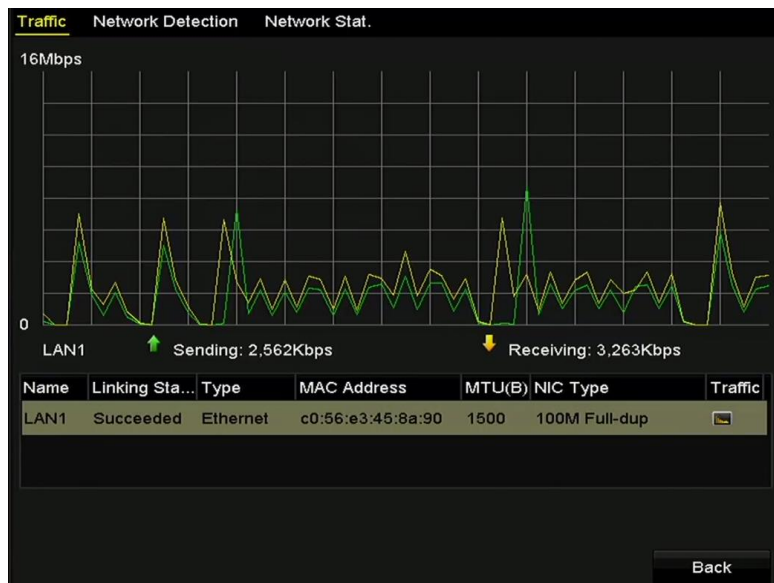 Traffic Network Detection Network Stat.
16Mbps
0
LAN1 Sending: 2,562Kbps Receiving: 3,263Kbps
Name Linking Sta... Type MAC Address MTU(B) NIC Type Traffic
LAN1 Succeeded Ethernet c0:56:e3:45:8a:90 1500 100M Full-dup
Back